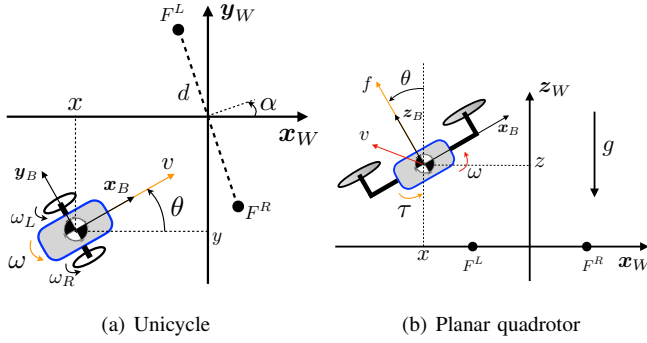 F^L
y_W
d
α
x
x_W
y_B
x_B
v
θ
ω_L
F^R
y
ω
ω_R
(a) Unicycle
f
θ
z_W
z_B
x_B
g
v
ω
z
τ
x
F^L
F^R
x_W
(b) Planar quadrotor